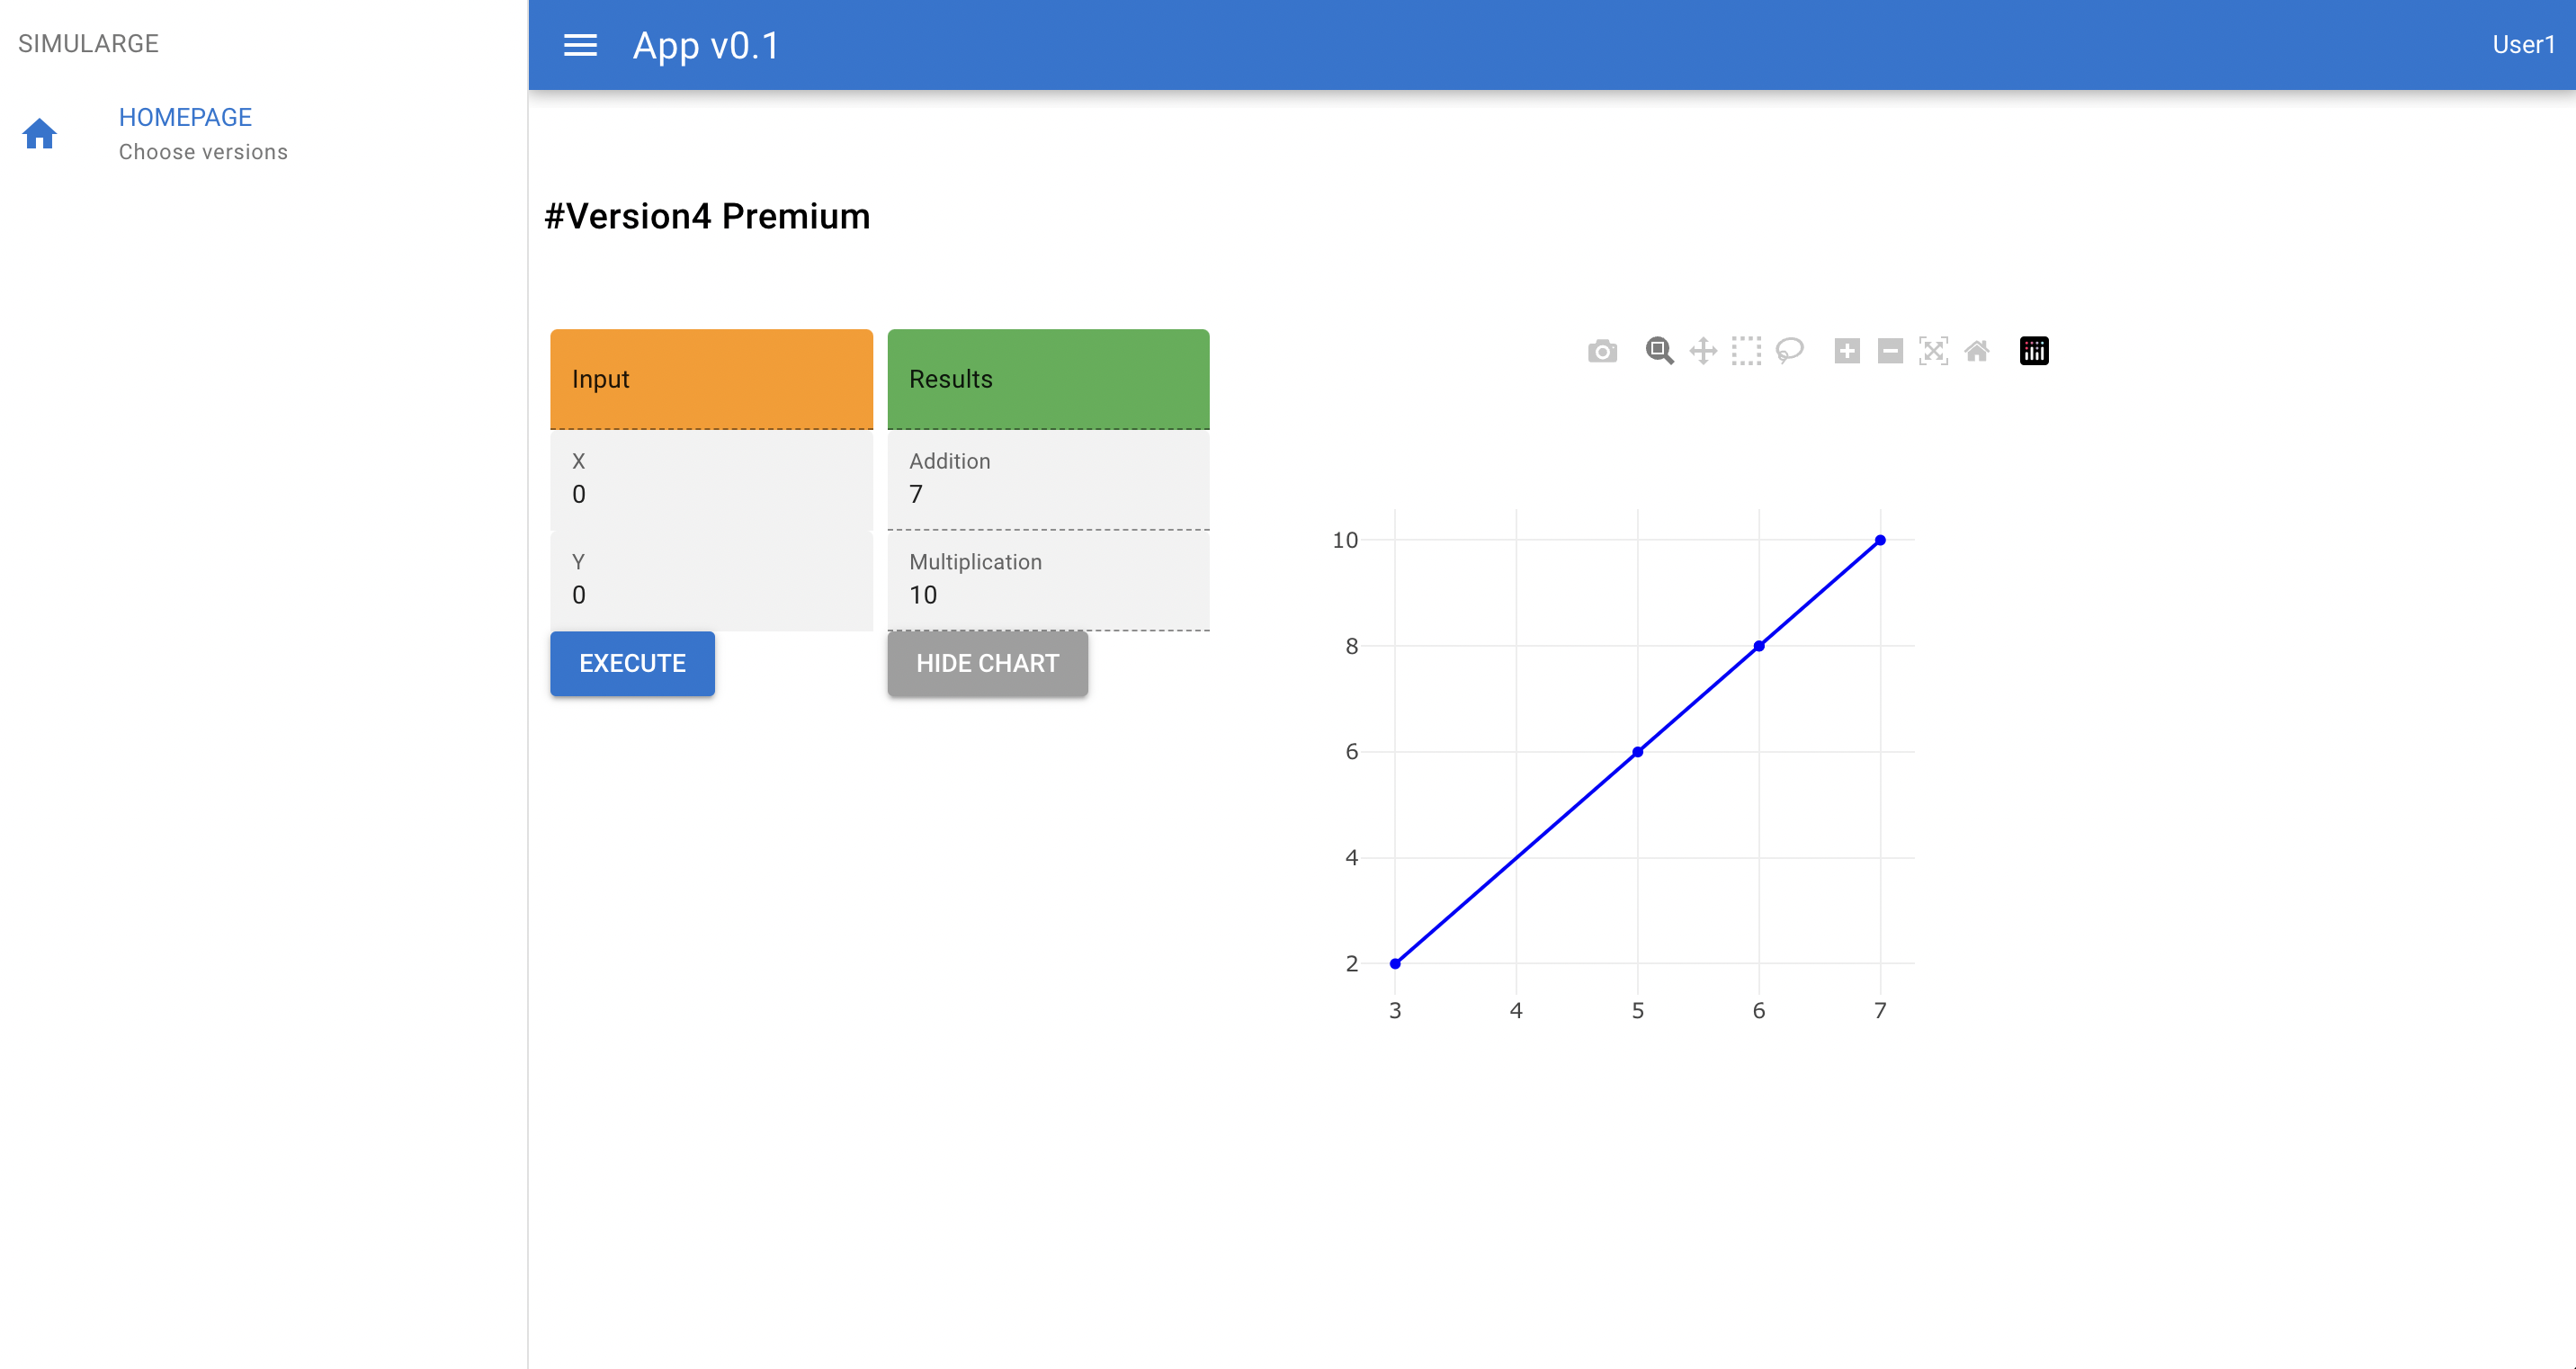 SIMULARGE
HOMEPAGE
Choose versions
App v0.1
User1
#Version4 Premium
Input
X
0
Y
0
EXECUTE
Results
Addition
7
Multiplication
10
HIDE CHART
10
8
6
4
2
3 4 5 6 7